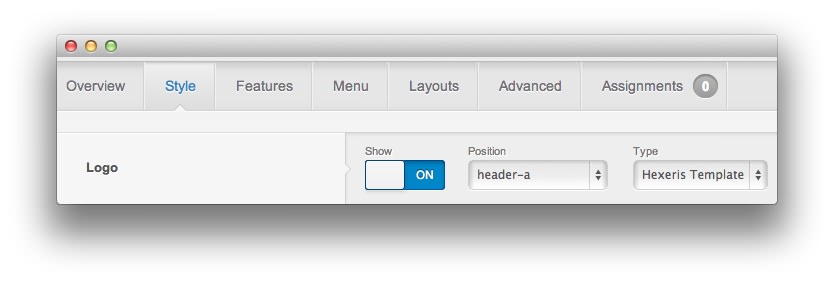 Overview Style Features Menu Layouts Advanced Assignments 0
Show Position Type
Logo ON header-a Hexeris Template